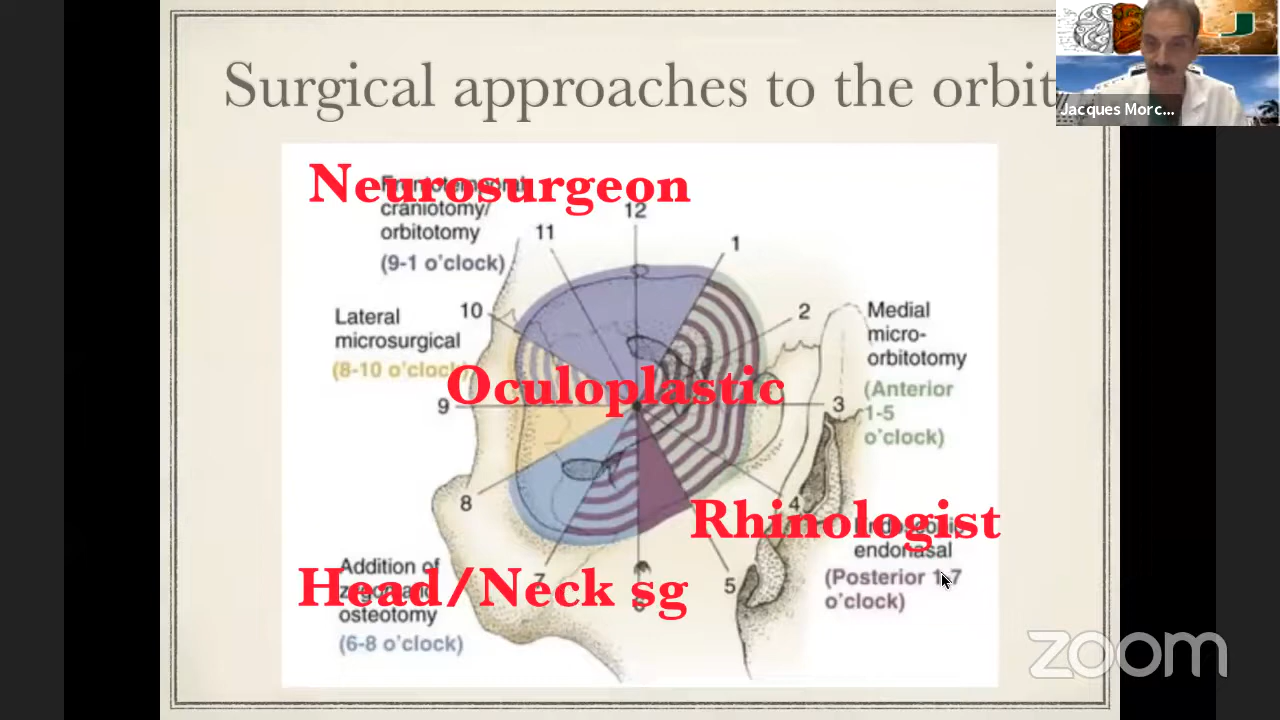 Surgical approaches to the orbit
Jacques Morc...
Neurosurgeon
craniotomy/
orbitotomy
(9-1 o'clock)
12
11
1
10
2
Lateral
microsurgical
(8-10 o'clock)
Medial
micro-
orbitotomy
(Anterior
1-5
o'clock)
Oculoplastic
9
3
8
4
Rhinologist
endonasal
(Posterior 1-7
o'clock)
Addition of
Head/Neck sg
osteotomy
(6-8 o'clock)
7
6
5
zoom